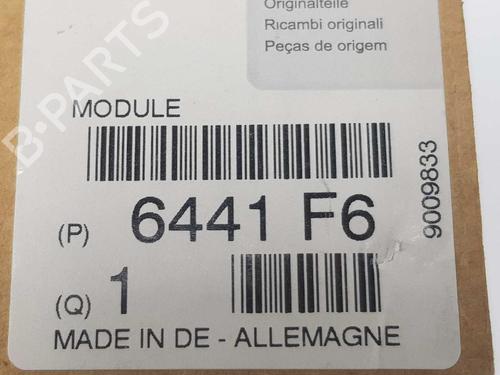 Originalteile
Ricambi originali
Peças de origem
MODULE
(P) 6441 F6
9009833
(Q) 1
MADE IN DE - ALLEMAGNE
B-PARTS